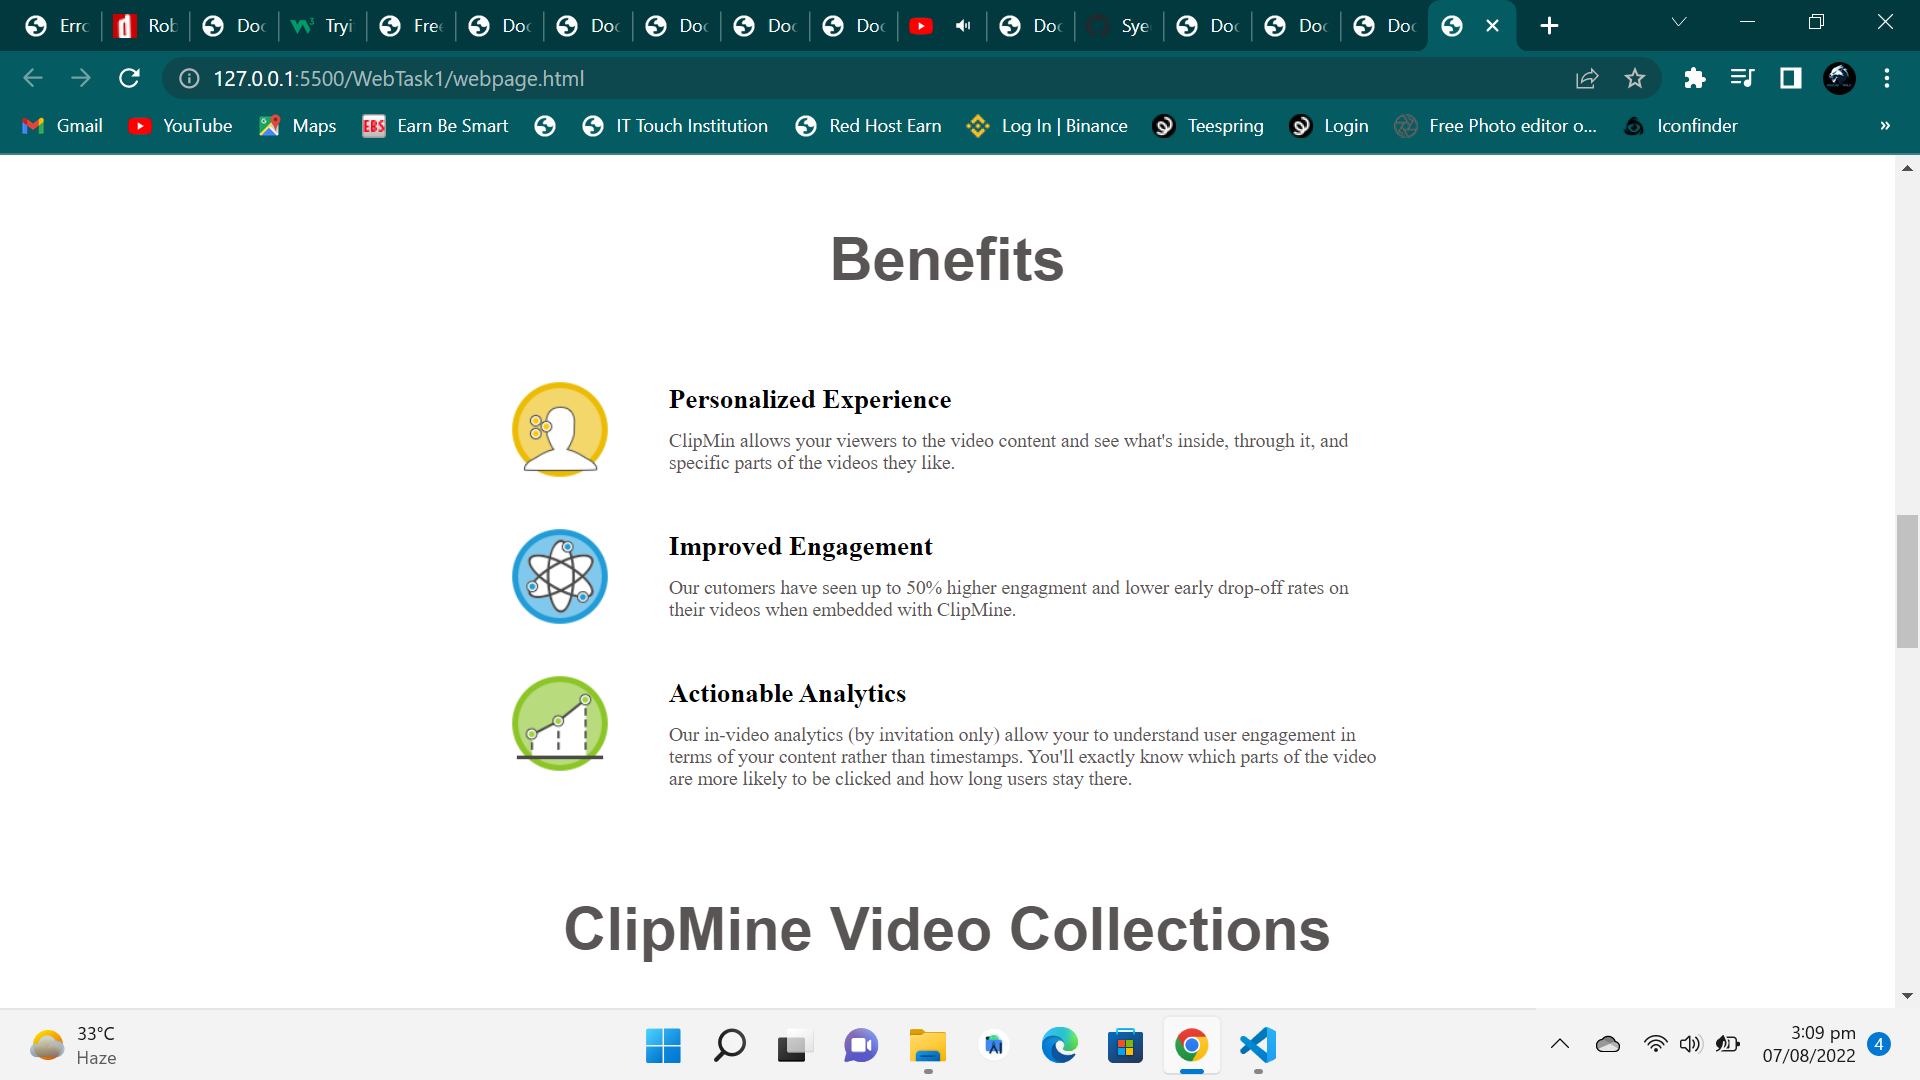 Erro Rob Doc Tryi Free Doc Doc Doc Doc Doc Doc Sye Doc Doc Doc
127.0.0.1:5500/WebTask1/webpage.html
Gmail YouTube Maps EBS Earn Be Smart IT Touch Institution Red Host Earn Log In | Binance Teespring Login Free Photo editor o... Iconfinder »
Benefits
Personalized Experience
ClipMin allows your viewers to the video content and see what's inside, through it, and
specific parts of the videos they like.
Improved Engagement
Our cutomers have seen up to 50% higher engagment and lower early drop-off rates on
their videos when embedded with ClipMine.
Actionable Analytics
Our in-video analytics (by invitation only) allow your to understand user engagement in
terms of your content rather than timestamps. You'll exactly know which parts of the video
are more likely to be clicked and how long users stay there.
ClipMine Video Collections
33°C
Haze
3:09 pm
07/08/2022
4